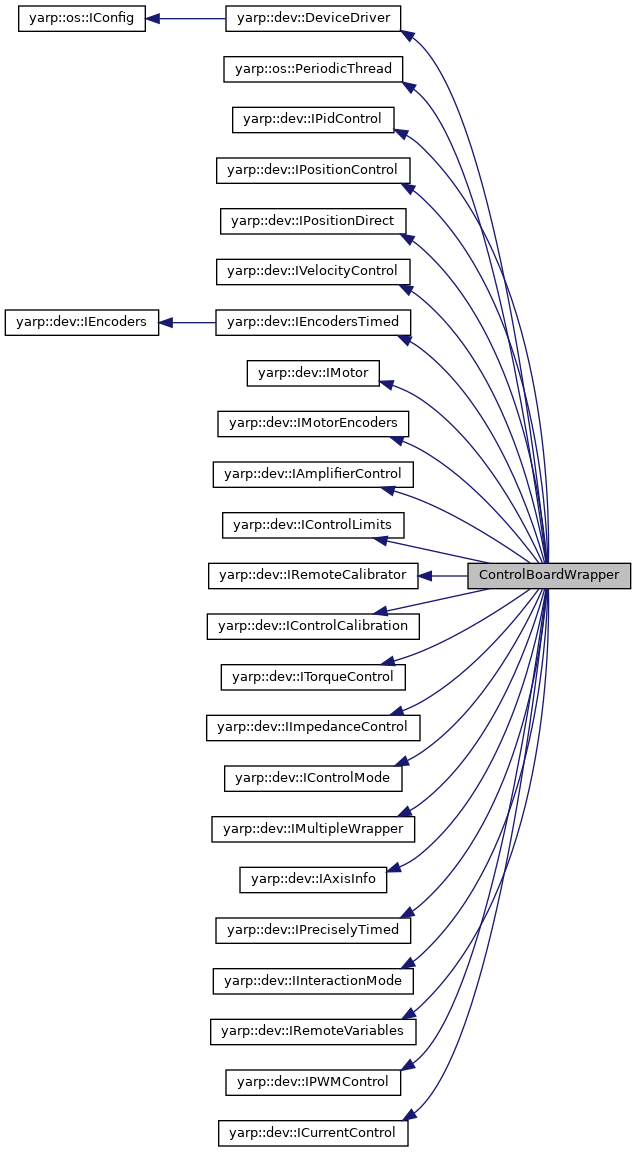 yarp::os::IConfig
yarp::dev::DeviceDriver
yarp::os::PeriodicThread
yarp::dev::IPidControl
yarp::dev::IPositionControl
yarp::dev::IPositionDirect
yarp::dev::IVelocityControl
yarp::dev::IEncoders
yarp::dev::IEncodersTimed
yarp::dev::IMotor
yarp::dev::IMotorEncoders
yarp::dev::IAmplifierControl
yarp::dev::IControlLimits
yarp::dev::IRemoteCalibrator
ControlBoardWrapper
yarp::dev::IControlCalibration
yarp::dev::ITorqueControl
yarp::dev::IImpedanceControl
yarp::dev::IControlMode
yarp::dev::IMultipleWrapper
yarp::dev::IAxisInfo
yarp::dev::IPreciselyTimed
yarp::dev::IInteractionMode
yarp::dev::IRemoteVariables
yarp::dev::IPWMControl
yarp::dev::ICurrentControl